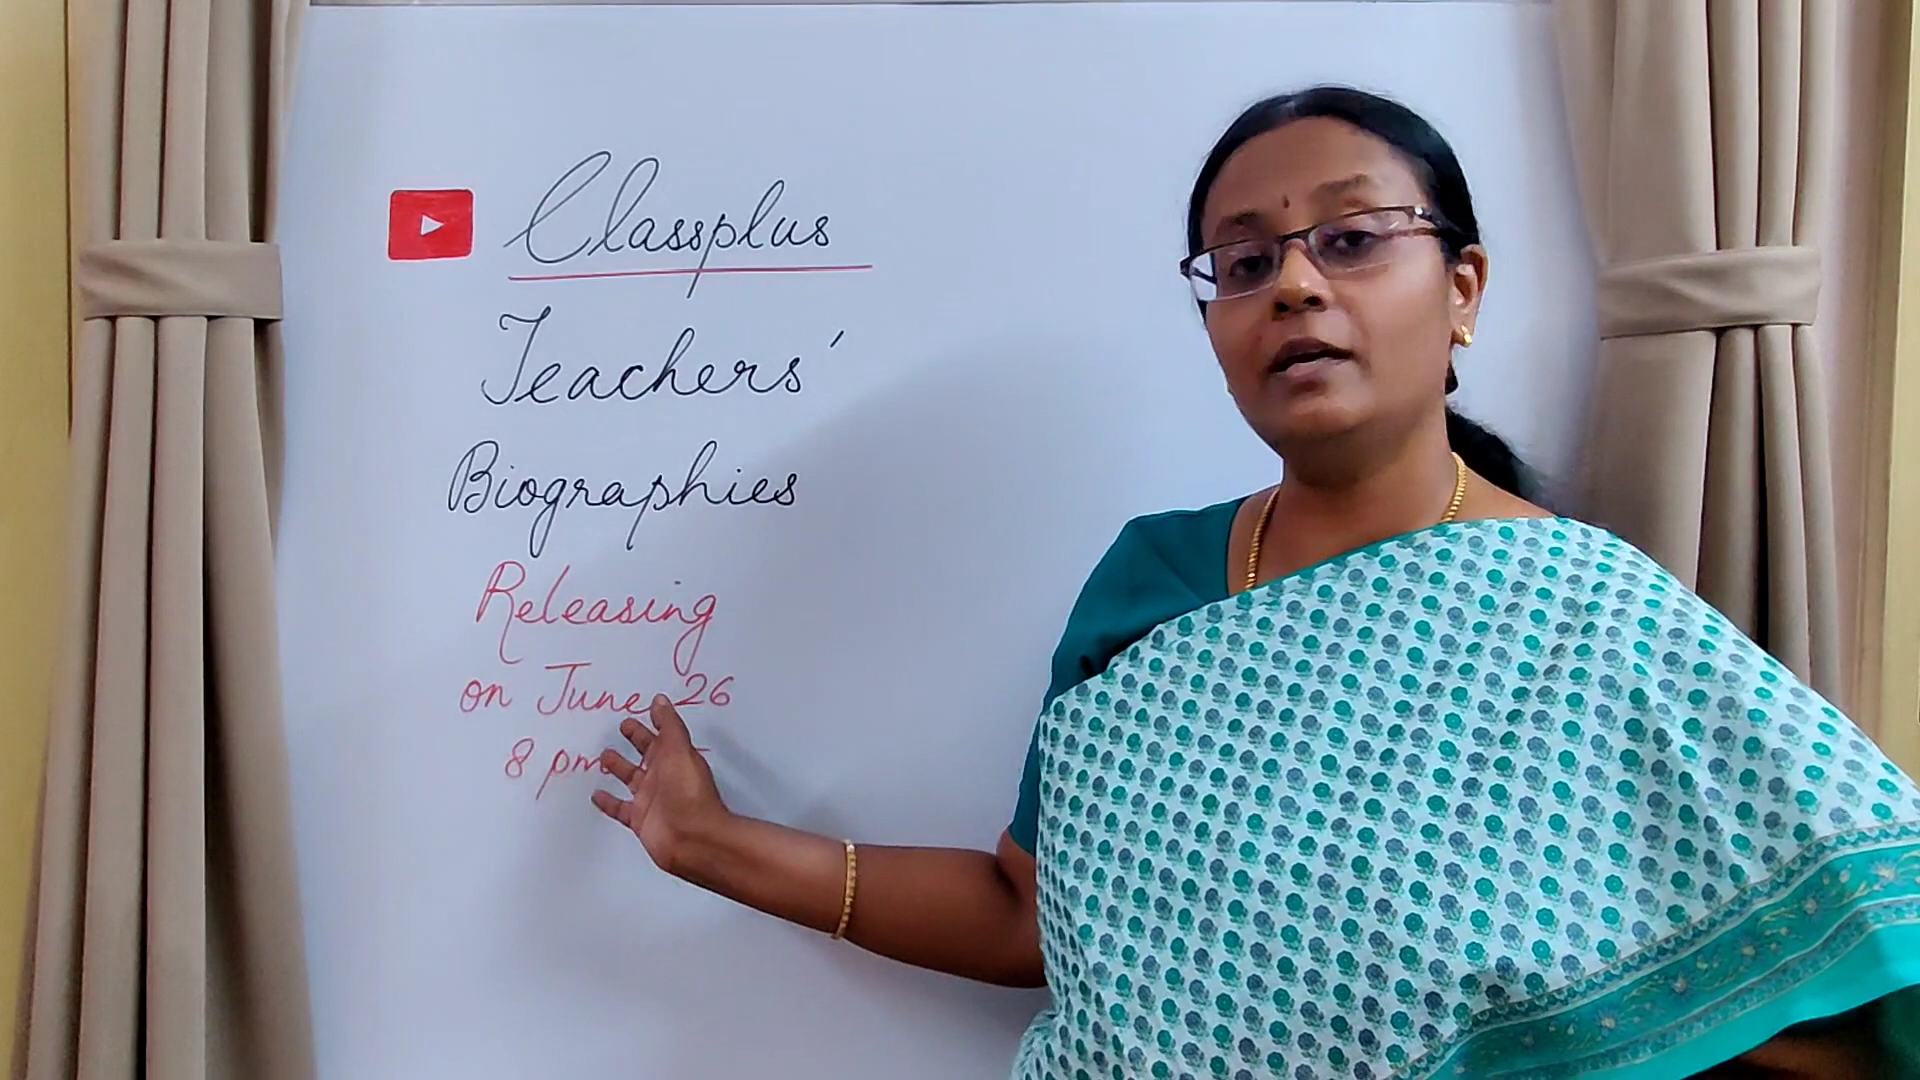 Classplus
Teachers'
Biographies
Releasing
on June 26
8 pm